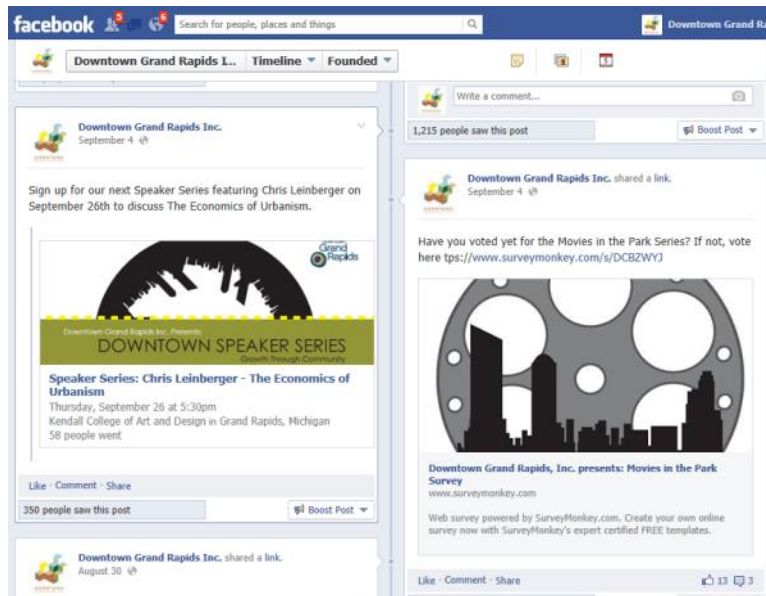 facebook
5
6
Search for people, places and things
Downtown Grand R
Downtown Grand Rapids I...
Timeline
Founded
Downtown Grand Rapids Inc.
September 4
Sign up for our next Speaker Series featuring Chris Leinberger on
September 26th to discuss The Economics of Urbanism.
Grand
Rapids
Downtown Grand Rapids Inc. Presents:
DOWNTOWN SPEAKER SERIES
Growth Through Community
Speaker Series: Chris Leinberger - The Economics of
Urbanism
Thursday, September 26 at 5:30pm
Kendall College of Art and Design in Grand Rapids, Michigan
58 people went
Like · Comment · Share
350 people saw this post
Boost Post
Downtown Grand Rapids Inc. shared a link.
August 30
Write a comment...
1,215 people saw this post
Boost Post
Downtown Grand Rapids Inc. shared a link.
September 4
Have you voted yet for the Movies in the Park Series? If not, vote
here tps://www.surveymonkey.com/s/DCBZWYJ
Downtown Grand Rapids, Inc. presents: Movies in the Park
Survey
www.surveymonkey.com
Web survey powered by SurveyMonkey.com. Create your own online
survey now with SurveyMonkey's expert certified FREE templates.
Like · Comment · Share
13 3